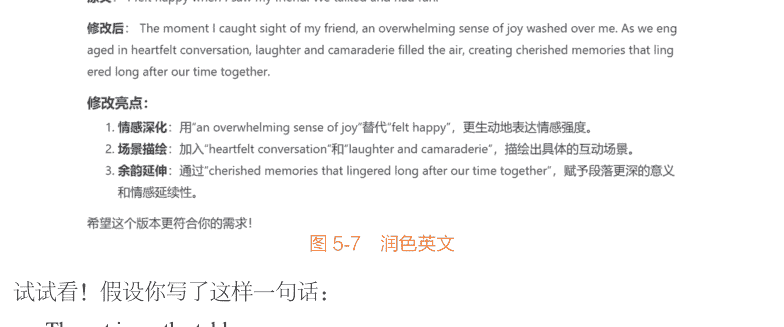 修改后： The moment I caught sight of my friend, an overwhelming sense of joy washed over me. As we eng
aged in heartfelt conversation, laughter and camaraderie filled the air, creating cherished memories that ling
ered long after our time together.
修改亮点：
1. 情感深化：用"an overwhelming sense of joy"替代"felt happy"，更生动地表达情感强度。
2. 场景描绘：加入"heartfelt conversation"和"laughter and camaraderie"，描绘出具体的互动场景。
3. 余韵延伸：通过"cherished memories that lingered long after our time together"，赋予段落更深的意义
和情感延续性。
希望这个版本更符合你的需求！
图 5-7 润色英文
试试看！假设你写了这样一句话：